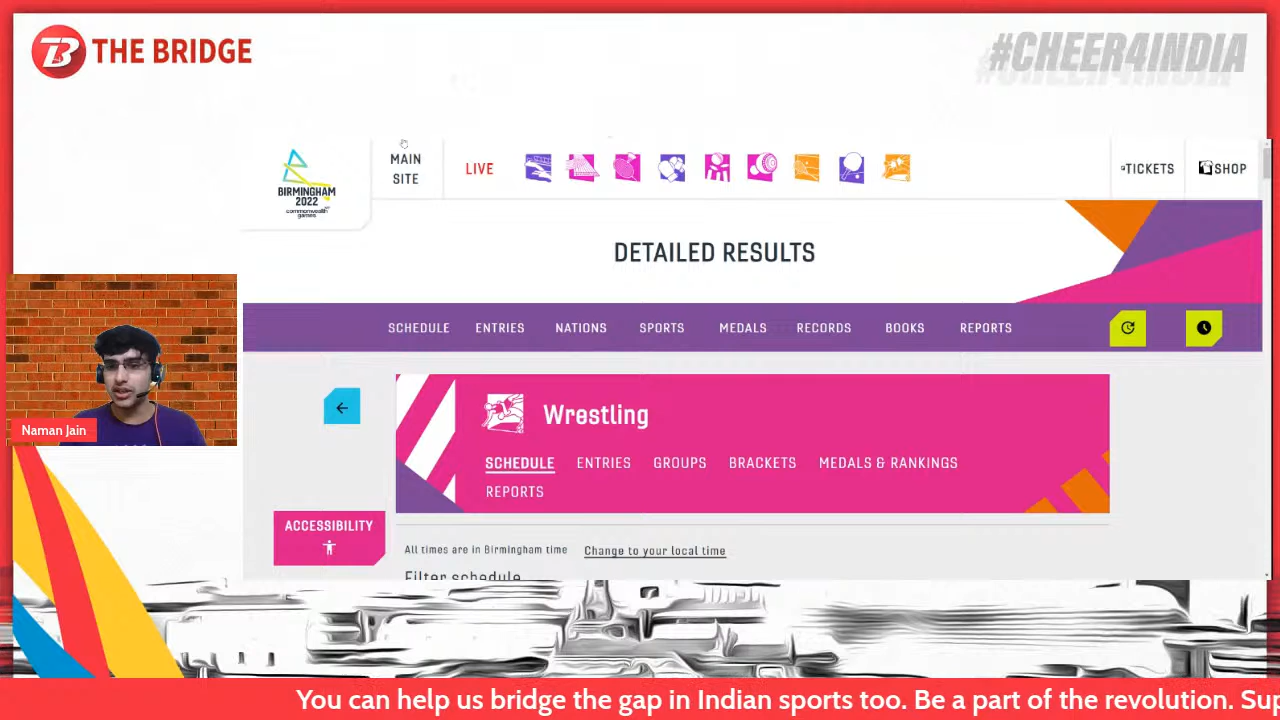 THE BRIDGE
#CHEER4INDIA
MAIN
SITE
LIVE
TICKETS
SHOP
BIRMINGHAM
2022
commonwealth
games
DETAILED RESULTS
SCHEDULE ENTRIES NATIONS SPORTS MEDALS RECORDS BOOKS REPORTS
Wrestling
SCHEDULE ENTRIES GROUPS BRACKETS MEDALS & RANKINGS
REPORTS
Naman Jain
ACCESSIBILITY
All times are in Birmingham time Change to your local time
Filter schedule
You can help us bridge the gap in Indian sports too. Be a part of the revolution. Sup